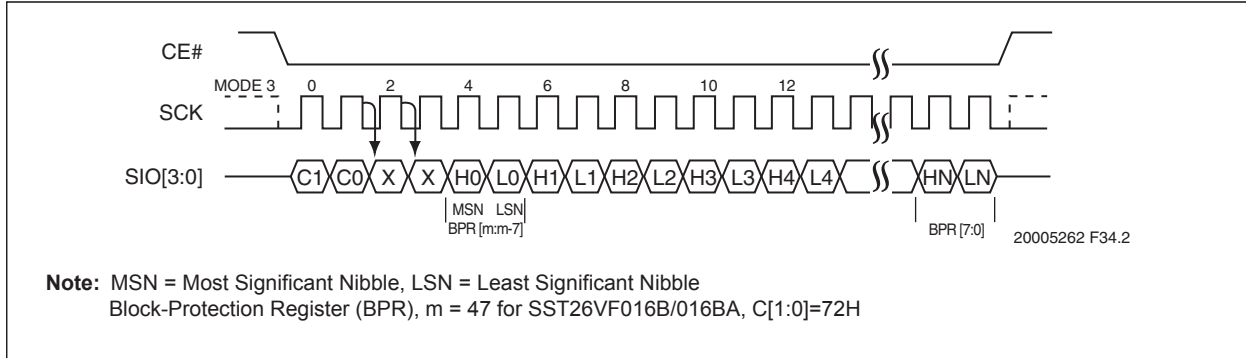 CE#
MODE 3 0 2 4 6 8 10 12
SCK
SIO[3:0] C1 C0 X X H0 L0 H1 L1 H2 L2 H3 L3 H4 L4 HN LN
MSN LSN
BPR [m:m-7] BPR [7:0]
20005262 F34.2
Note: MSN = Most Significant Nibble, LSN = Least Significant Nibble
Block-Protection Register (BPR), m = 47 for SST26VF016B/016BA, C[1:0]=72H